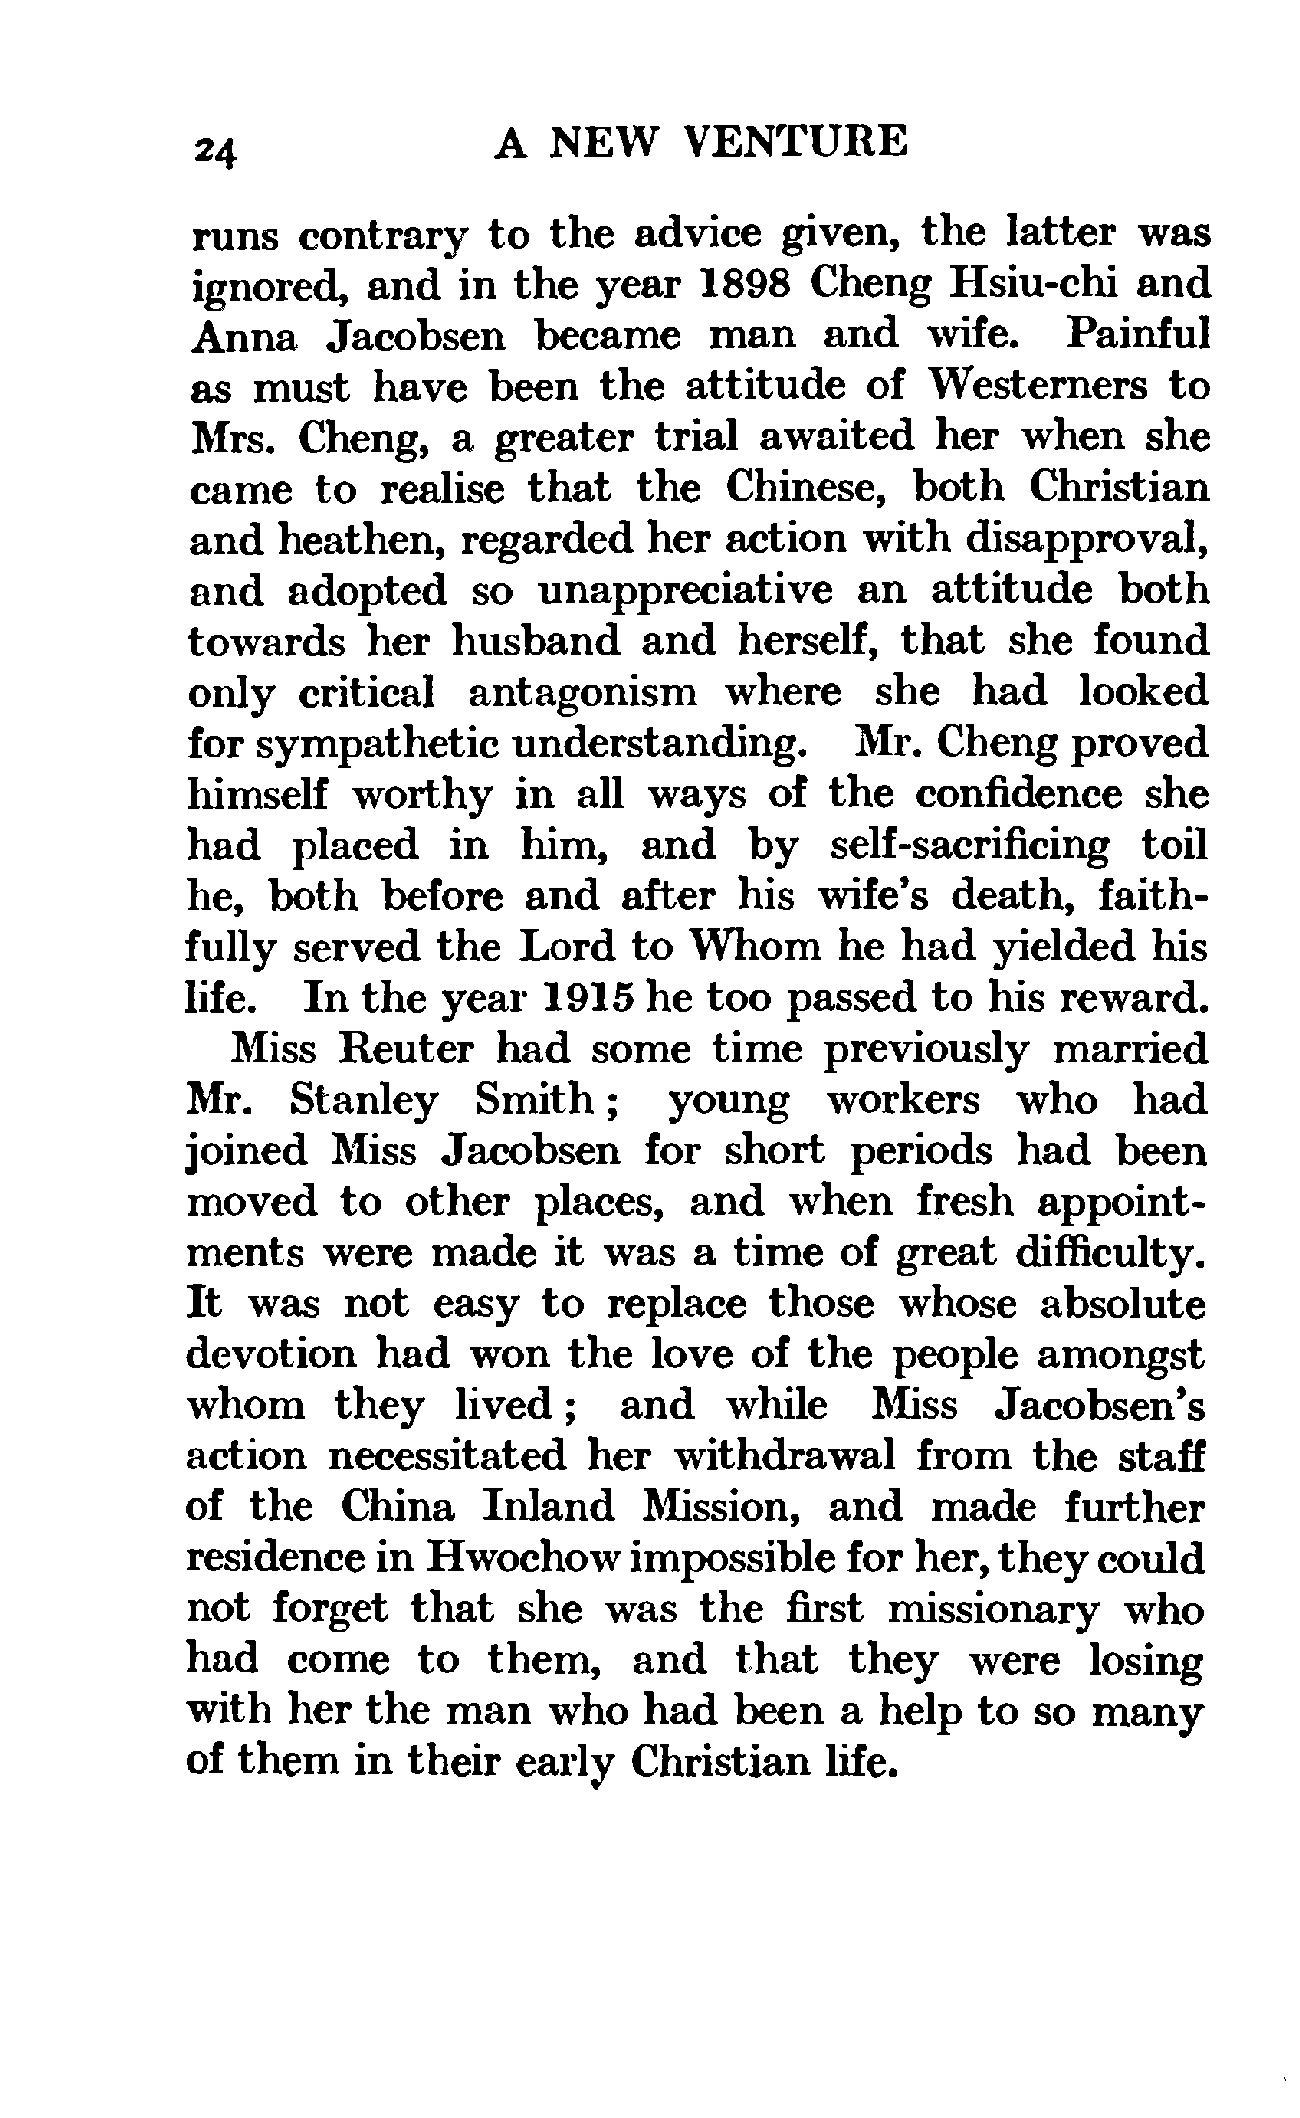 24 A NEW VENTURE
runs contrary to the advice given, the latter was
ignored, and in the year 1898 Cheng Hsiu-chi and
Anna Jacobsen became man and wife. Painful
as must have been the attitude of Westerners to
Mrs. Cheng, a greater trial awaited her when she
came to realise that the Chinese, both Christian
and heathen, regarded her action with disapproval,
and adopted so unappreciative an attitude both
towards her husband and herself, that she found
only critical antagonism where she had looked
for sympathetic understanding. Mr. Cheng proved
himself worthy in all ways of the confidence she
had placed in him, and by self-sacrificing toil
he, both before and after his wife's death, faith-
fully served the Lord to Whom he had yielded his
life. In the year 1915 he too passed to his reward.
Miss Reuter had some time previously married
Mr. Stanley Smith ; young workers who had
joined Miss Jacobsen for short periods had been
moved to other places, and when fresh appoint-
ments were made it was a time of great difficulty.
It was not easy to replace those whose absolute
devotion had won the love of the people amongst
whom they lived ; and while Miss Jacobsen's
action necessitated her withdrawal from the staff
of the China Inland Mission, and made further
residence in Hwochow impossible for her, they could
not forget that she was the first missionary who
had come to them, and that they were losing
with her the man who had been a help to so many
of them in their early Christian life.